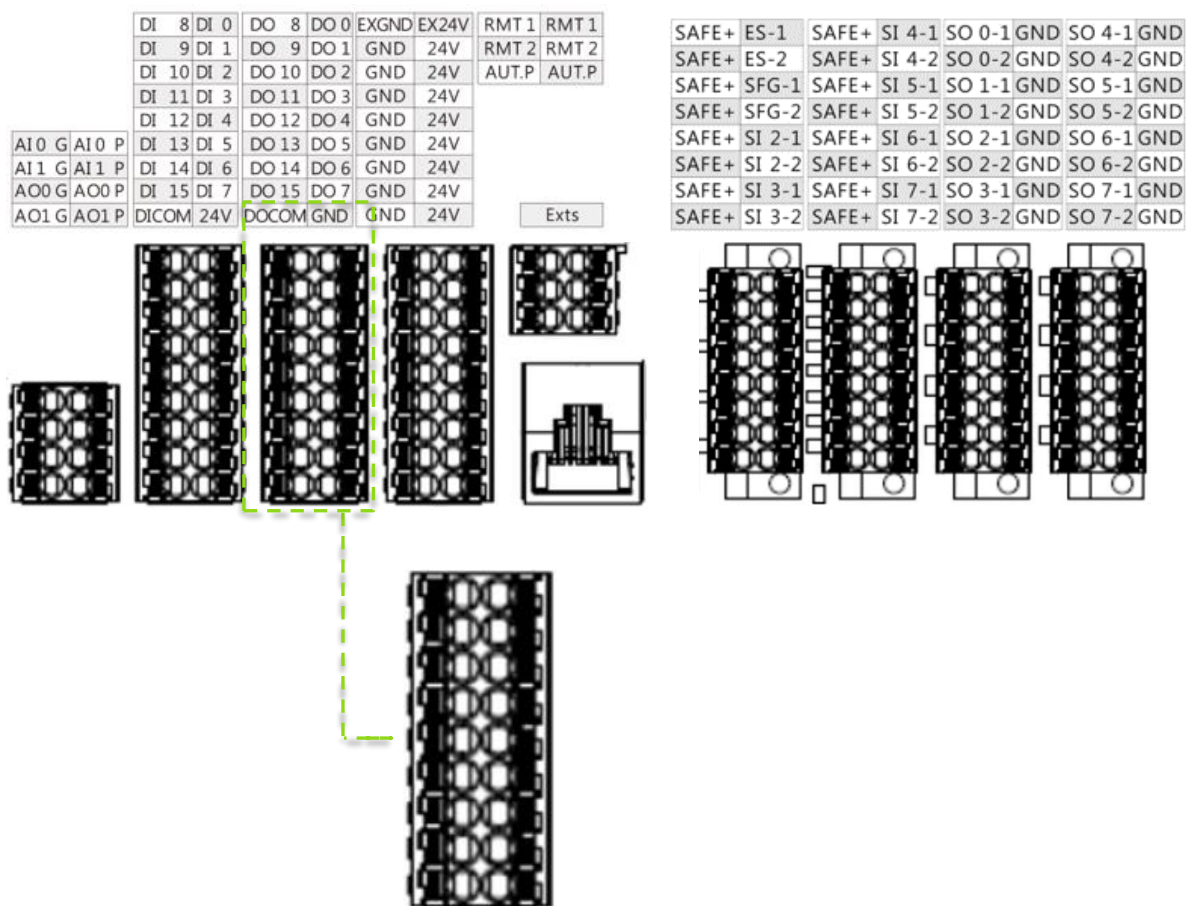 DI 8 DI 0 DO 8 DO 0 EXGND EX24V RMT 1 RMT 1
DI 9 DI 1 DO 9 DO 1 GND 24V RMT 2 RMT 2
DI 10 DI 2 DO 10 DO 2 GND 24V AUT.P AUT.P
DI 11 DI 3 DO 11 DO 3 GND 24V
DI 12 DI 4 DO 12 DO 4 GND 24V
AI0 G AI0 P DI 13 DI 5 DO 13 DO 5 GND 24V
AI1 G AI1 P DI 14 DI 6 DO 14 DO 6 GND 24V
AO0 G AO0 P DI 15 DI 7 DO 15 DO 7 GND 24V
AO1 G AO1 P DICOM 24V DOCOM GND GND 24V Exts
SAFE+ ES-1 SAFE+ SI 4-1 SO 0-1 GND SO 4-1 GND
SAFE+ ES-2 SAFE+ SI 4-2 SO 0-2 GND SO 4-2 GND
SAFE+ SFG-1 SAFE+ SI 5-1 SO 1-1 GND SO 5-1 GND
SAFE+ SFG-2 SAFE+ SI 5-2 SO 1-2 GND SO 5-2 GND
SAFE+ SI 2-1 SAFE+ SI 6-1 SO 2-1 GND SO 6-1 GND
SAFE+ SI 2-2 SAFE+ SI 6-2 SO 2-2 GND SO 6-2 GND
SAFE+ SI 3-1 SAFE+ SI 7-1 SO 3-1 GND SO 7-1 GND
SAFE+ SI 3-2 SAFE+ SI 7-2 SO 3-2 GND SO 7-2 GND